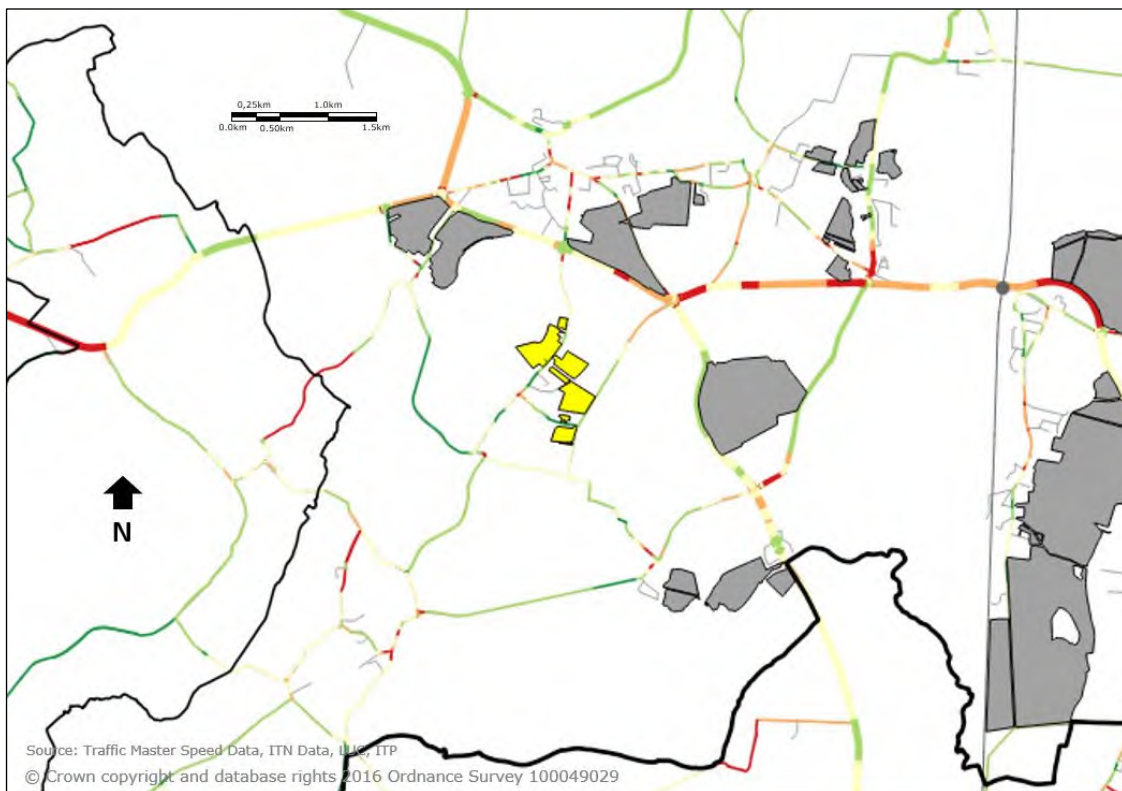 0,25km 1.0km
0.0km 0.50km 1.5km
N
Source: Traffic Master Speed Data, ITN Data, LUC, ITP
© Crown copyright and database rights 2016 Ordnance Survey 100049029